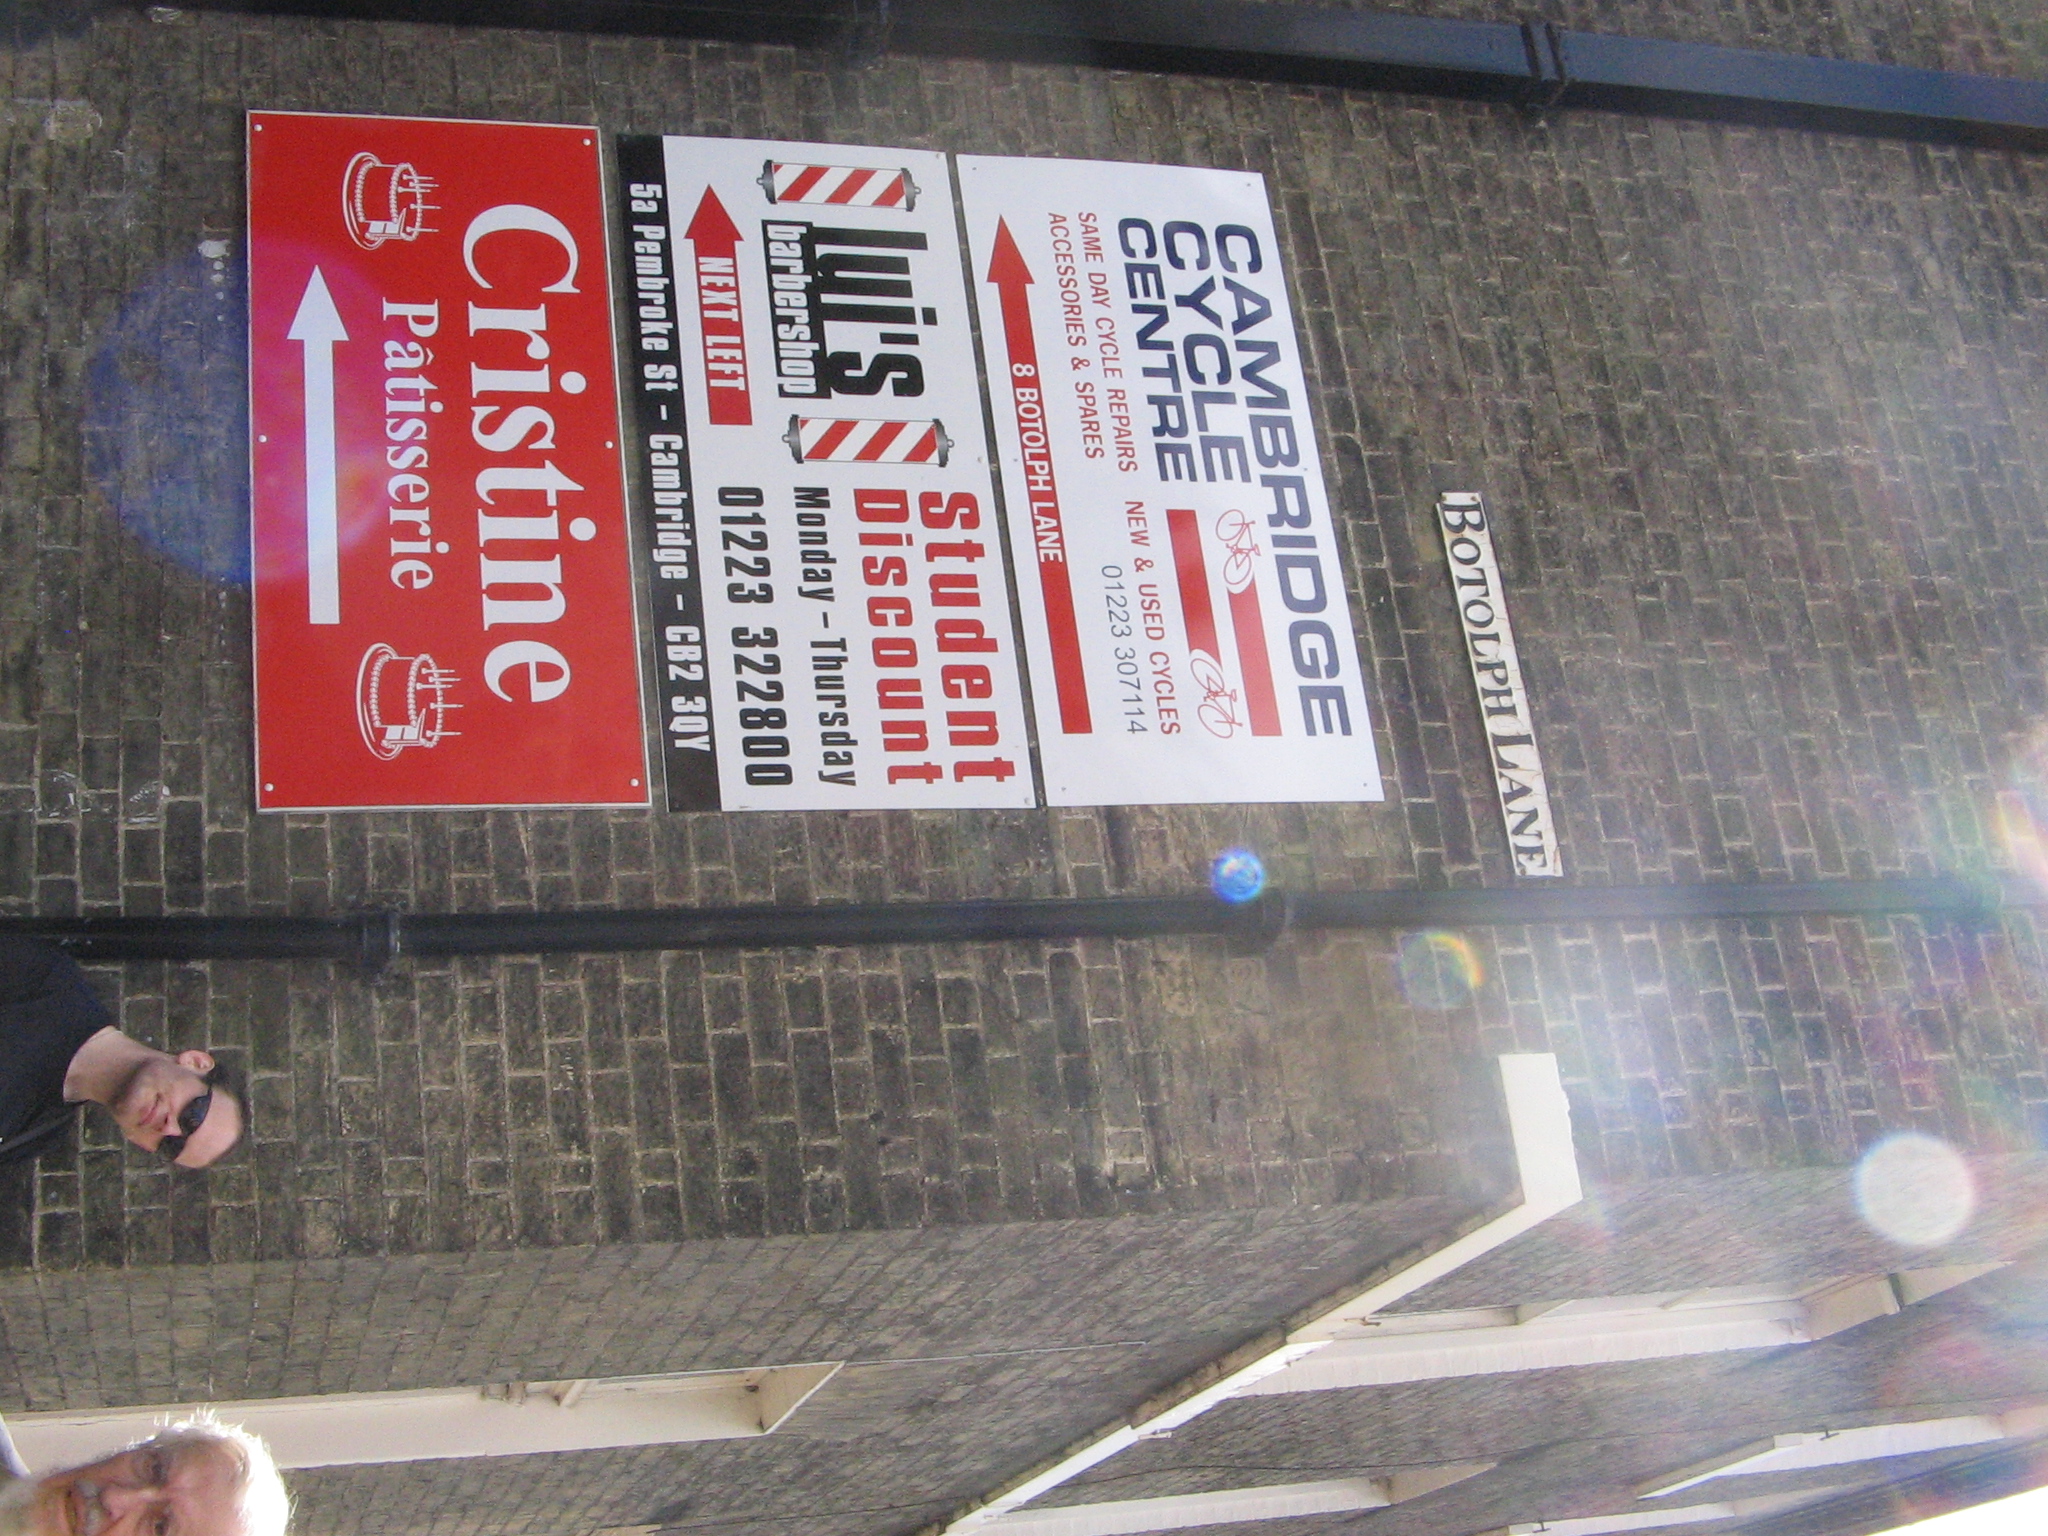 BOTOLPH LANE
CAMBRIDGE
CYCLE
CENTRE
SAME DAY CYCLE REPAIRS NEW & USED CYCLES
ACCESSORIES & SPARES 01223 307114
8 BOTOLPH LANE
lui's
barbershop
NEXT LEFT
Student
Discount
Monday - Thursday
01223 322800
5a Pembroke St - Cambridge - CB2 3QY
Cristine
Pâtisserie